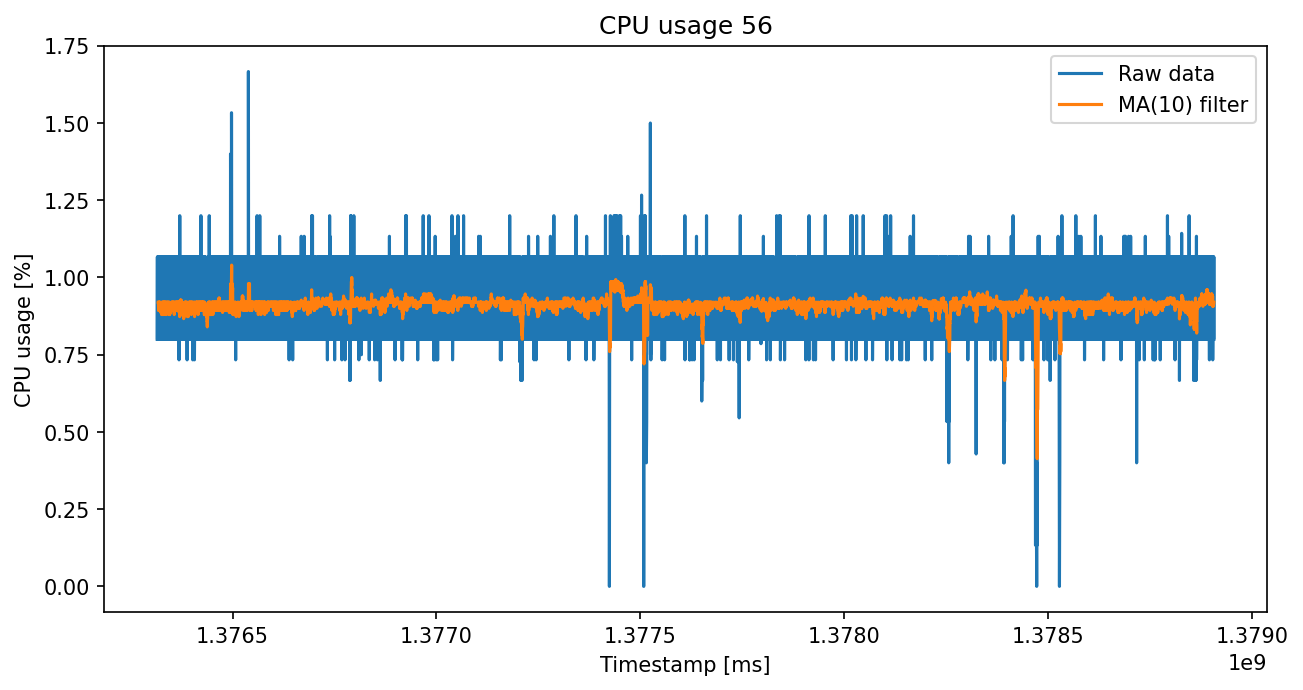 CPU usage 56
Raw data
MA(10) filter
CPU usage [%]
1.75
1.50
1.25
1.00
0.75
0.50
0.25
0.00
1.3765 1.3770 1.3775 1.3780 1.3785 1.3790
1e9
Timestamp [ms]